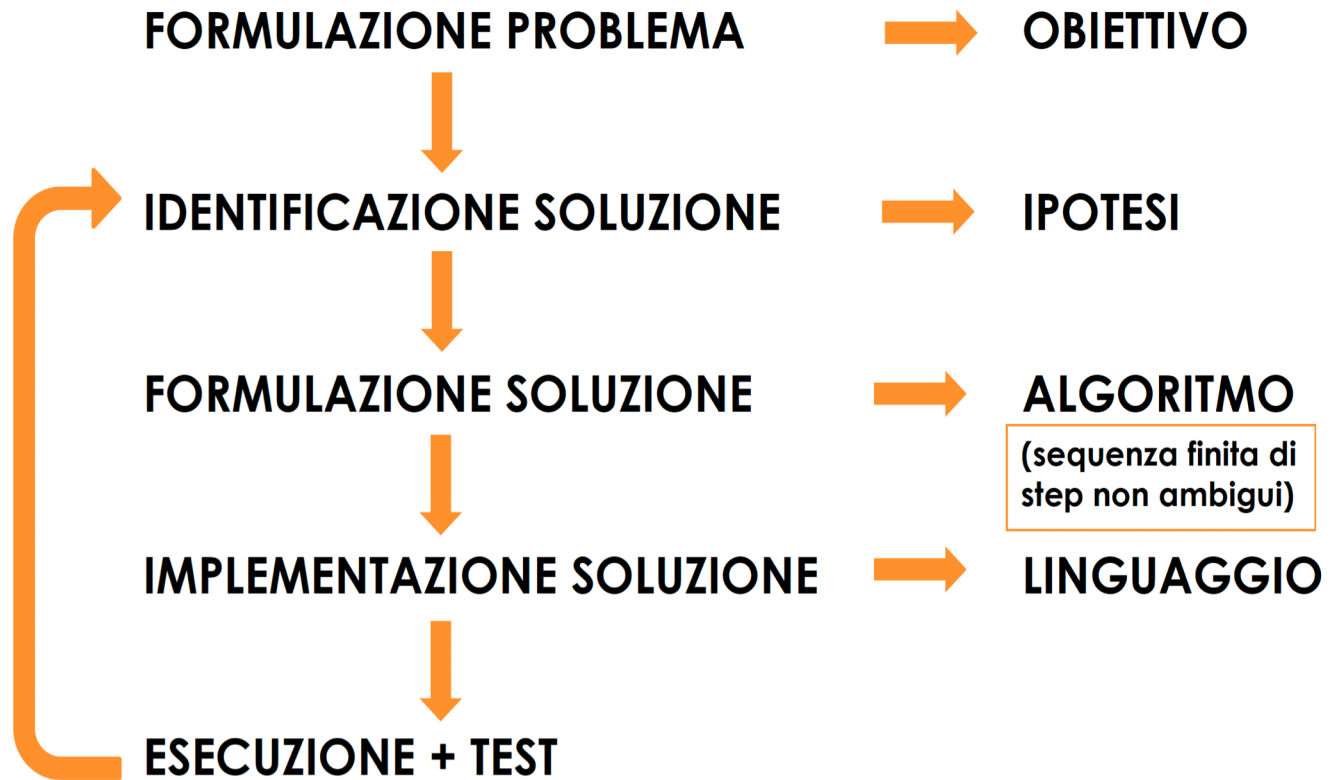 FORMULAZIONE PROBLEMA
OBIETTIVO
IDENTIFICAZIONE SOLUZIONE
IPOTESI
FORMULAZIONE SOLUZIONE
ALGORITMO
(sequenza finita di
step non ambigui)
IMPLEMENTAZIONE SOLUZIONE
LINGUAGGIO
ESECUZIONE + TEST